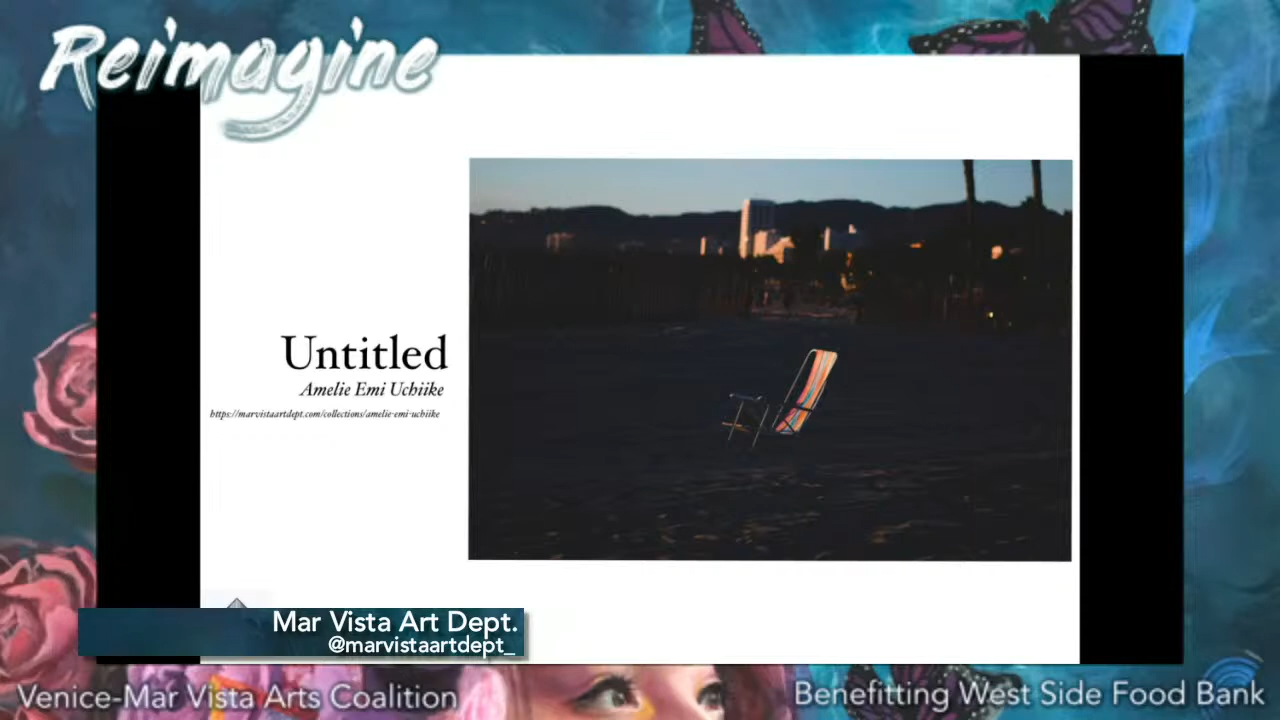 Reimagine
Untitled
Amelie Emi Uchiike
https://marvistaartdept.com/collections/amelie-emi-uchiike
Mar Vista Art Dept.
@marvistaartdept_
Venice-Mar Vista Arts Coalition
Benefitting West Side Food Bank